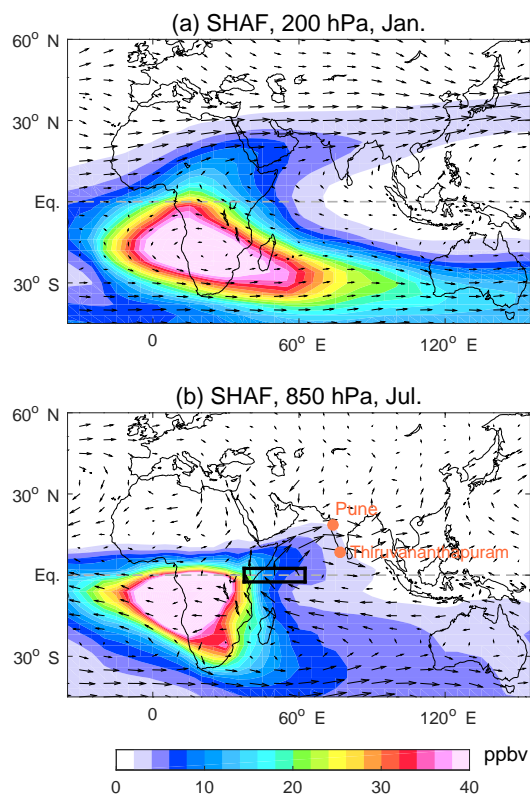 (a) SHAF, 200 hPa, Jan.
60° N
30° N
Eq.
30° S
0
60° E
120° E
(b) SHAF, 850 hPa, Jul.
60° N
Pune
30° N
Thiruvananthapuram
Eq.
30° S
0
60° E
120° E
ppbv
0
10
20
30
40